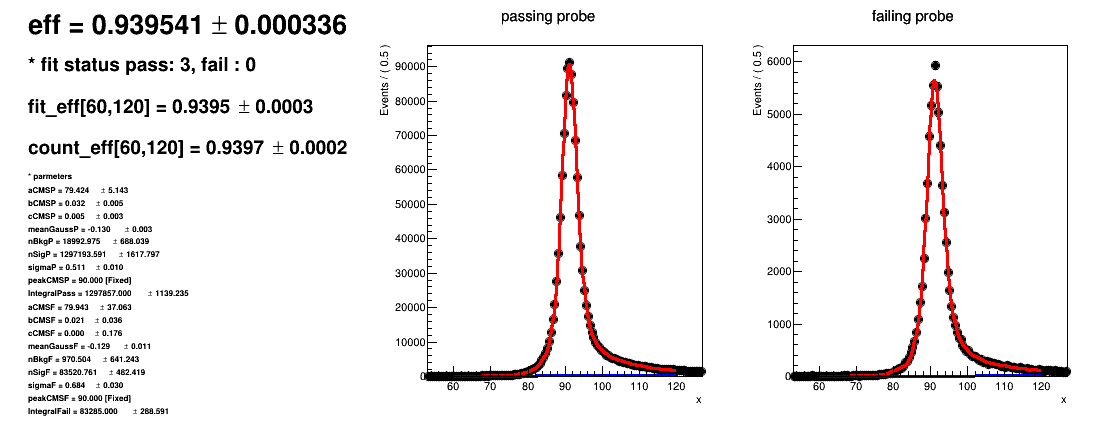 eff = 0.939541 ± 0.000336
* fit status pass: 3, fail : 0
fit_eff[60,120] = 0.9395 ± 0.0003
count_eff[60,120] = 0.9397 ± 0.0002
* parmeters
aCMSP = 79.424 ± 5.143
bCMSP = 0.032 ± 0.005
cCMSP = 0.005 ± 0.003
meanGaussP = -0.130 ± 0.003
nBkgP = 18992.975 ± 688.039
nSigP = 1297193.591 ± 1617.797
sigmaP = 0.511 ± 0.010
peakCMSP = 90.000 [Fixed]
IntegralPass = 1297857.000 ± 1139.235
aCMSF = 79.943 ± 37.063
bCMSF = 0.021 ± 0.036
cCMSF = 0.000 ± 0.176
meanGaussF = -0.129 ± 0.011
nBkgF = 970.504 ± 641.243
nSigF = 83520.761 ± 482.419
sigmaF = 0.684 ± 0.030
peakCMSF = 90.000 [Fixed]
IntegralFail = 83285.000 ± 288.591
passing probe
Events / ( 0.5 )
90000
80000
70000
60000
50000
40000
30000
20000
10000
0
60 70 80 90 100 110 120
x
failing probe
Events / ( 0.5 )
6000
5000
4000
3000
2000
1000
0
60 70 80 90 100 110 120
x